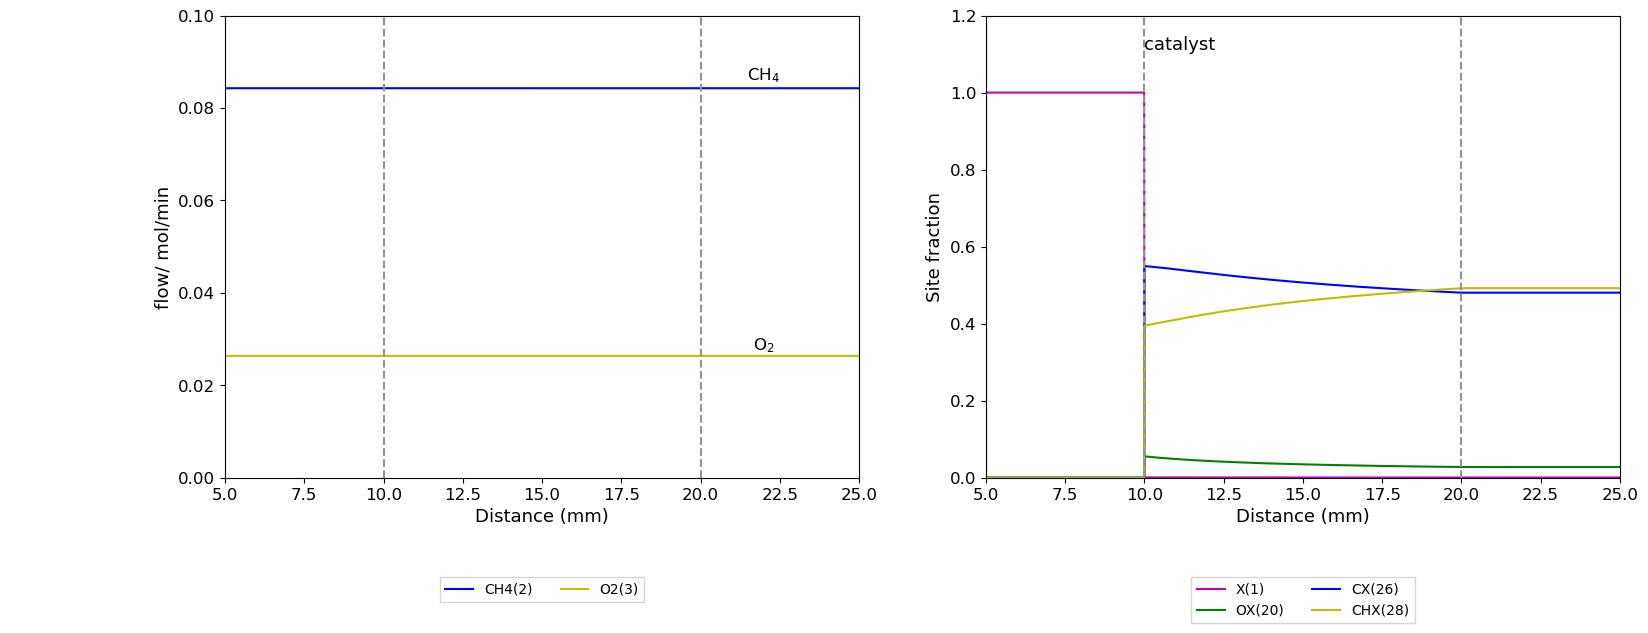 0.10
0.08
0.06
0.04
0.02
0.00
flow/ mol/min
CH4
O2
5.0 7.5 10.0 12.5 15.0 17.5 20.0 22.5 25.0
Distance (mm)
CH4(2) O2(3)
1.2
1.0
0.8
0.6
0.4
0.2
0.0
Site fraction
catalyst
5.0 7.5 10.0 12.5 15.0 17.5 20.0 22.5 25.0
Distance (mm)
X(1) CX(26)
OX(20) CHX(28)